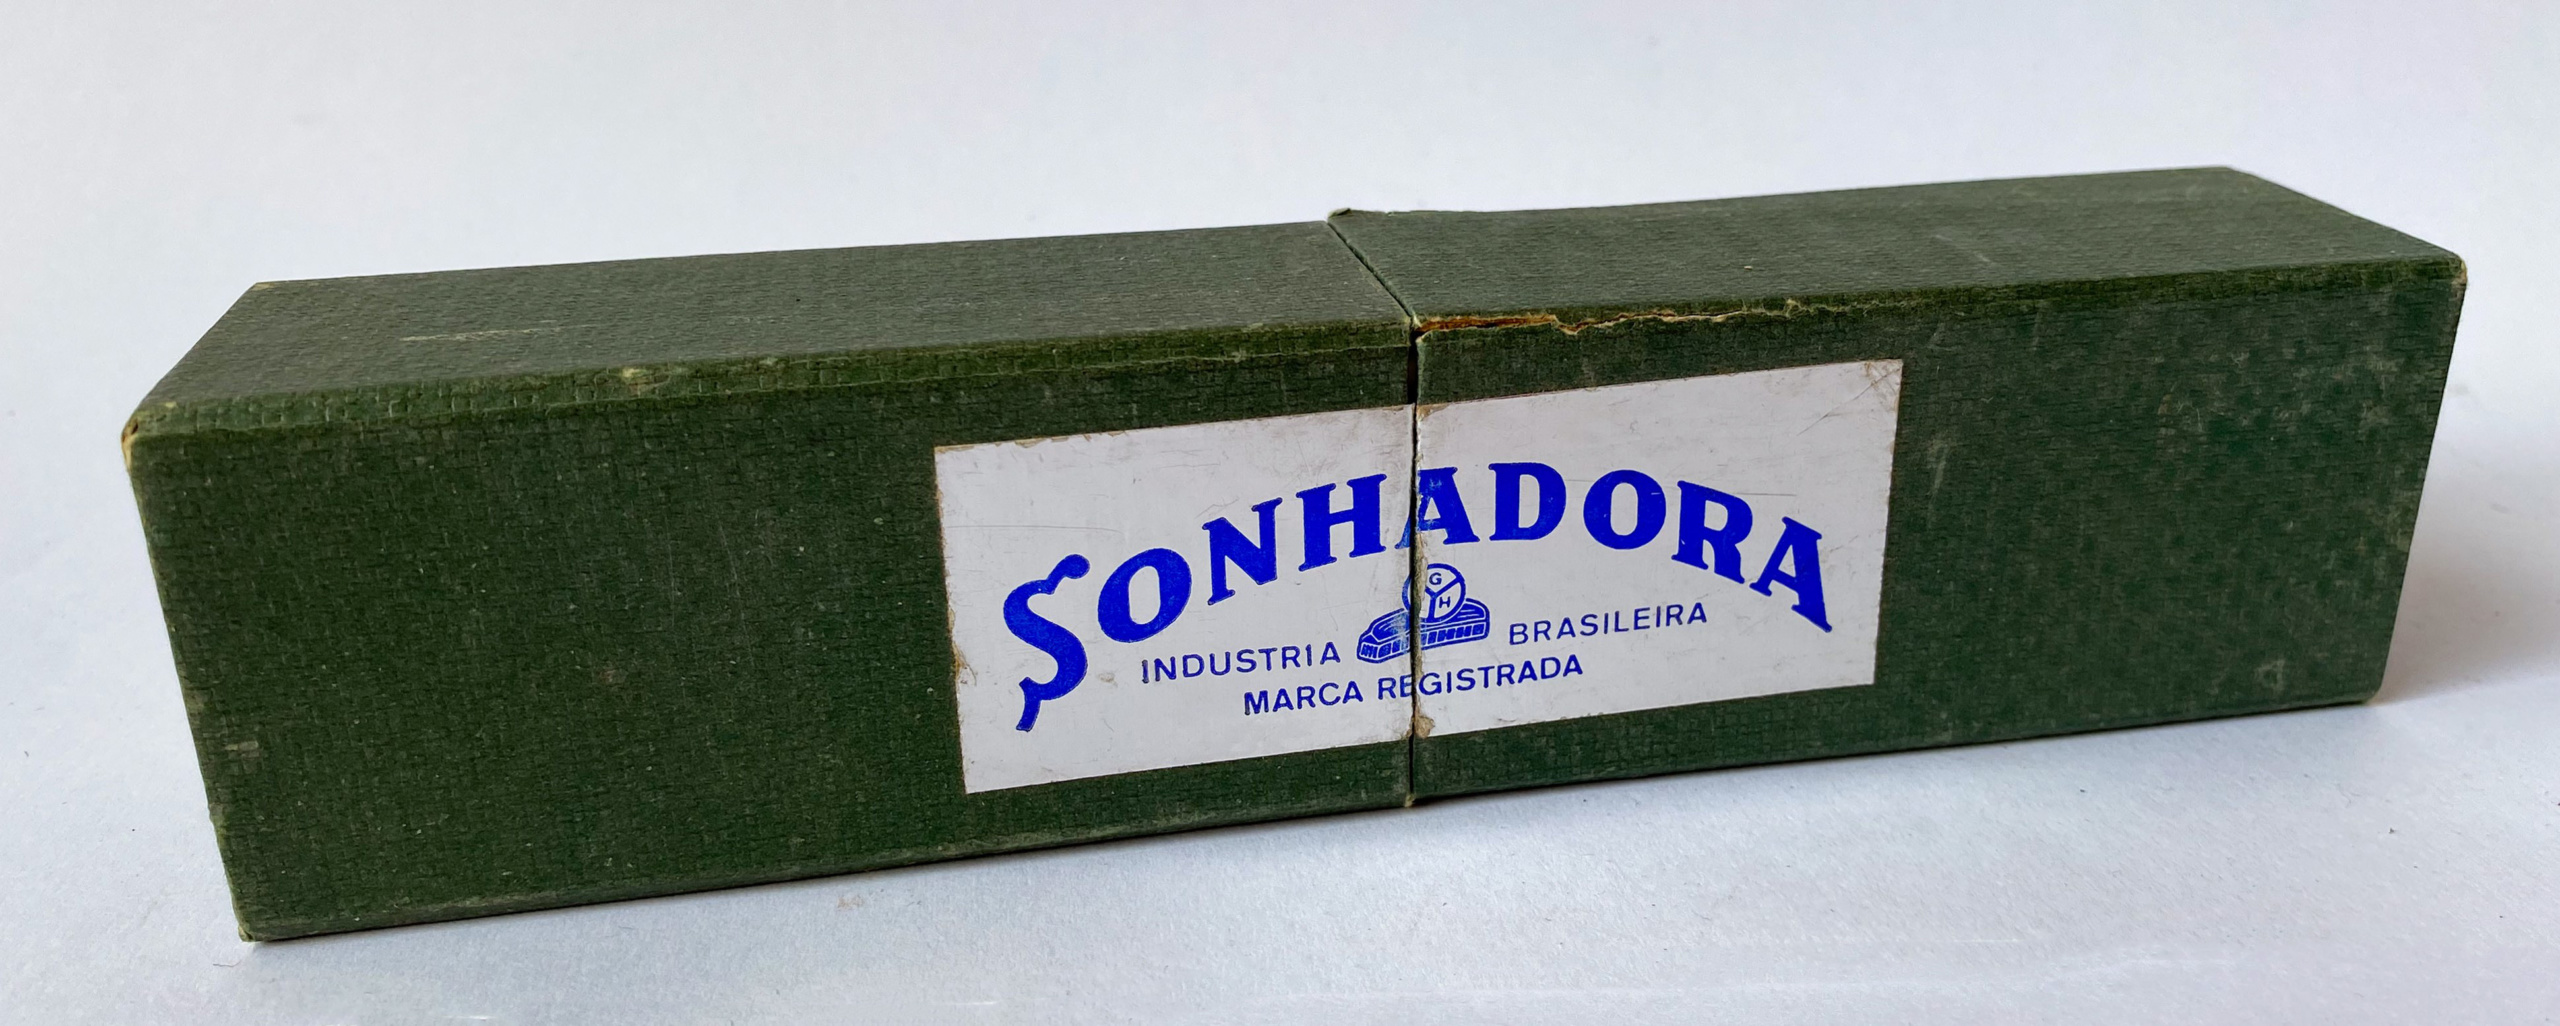 SONHADORA
G
H
INDUSTRIA BRASILEIRA
MARCA REGISTRADA